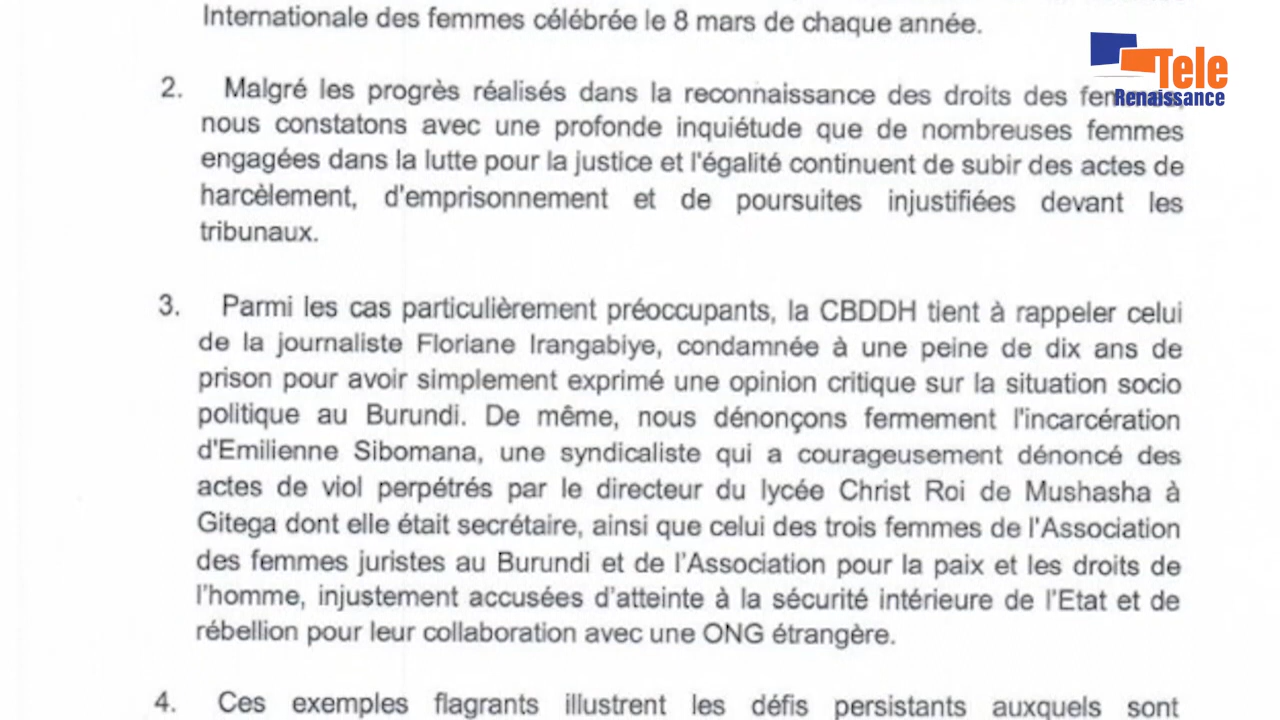 Internationale des femmes célébrée le 8 mars de chaque année.
Tele
Renaissance
2. Malgré les progrès réalisés dans la reconnaissance des droits des
nous constatons avec une profonde inquiétude que de nombreuses femmes
engagées dans la lutte pour la justice et l'égalité continuent de subir des actes de
harcèlement, d'emprisonnement et de poursuites injustifiées devant les
tribunaux.
3. Parmi les cas particulièrement préoccupants, la CBDDH tient à rappeler celui
de la journaliste Floriane Irangabiye, condamnée à une peine de dix ans de
prison pour avoir simplement exprimé une opinion critique sur la situation socio
politique au Burundi. De même, nous dénonçons fermement l'incarcération
d'Emilienne Sibomana, une syndicaliste qui a courageusement dénoncé des
actes de viol perpétrés par le directeur du lycée Christ Roi de Mushasha à
Gitega dont elle était secrétaire, ainsi que celui des trois femmes de l'Association
des femmes juristes au Burundi et de l'Association pour la paix et les droits de
l'homme, injustement accusées d'atteinte à la sécurité intérieure de l'Etat et de
rébellion pour leur collaboration avec une ONG étrangère.
4. Ces exemples flagrants illustrent les défis persistants auxquels sont